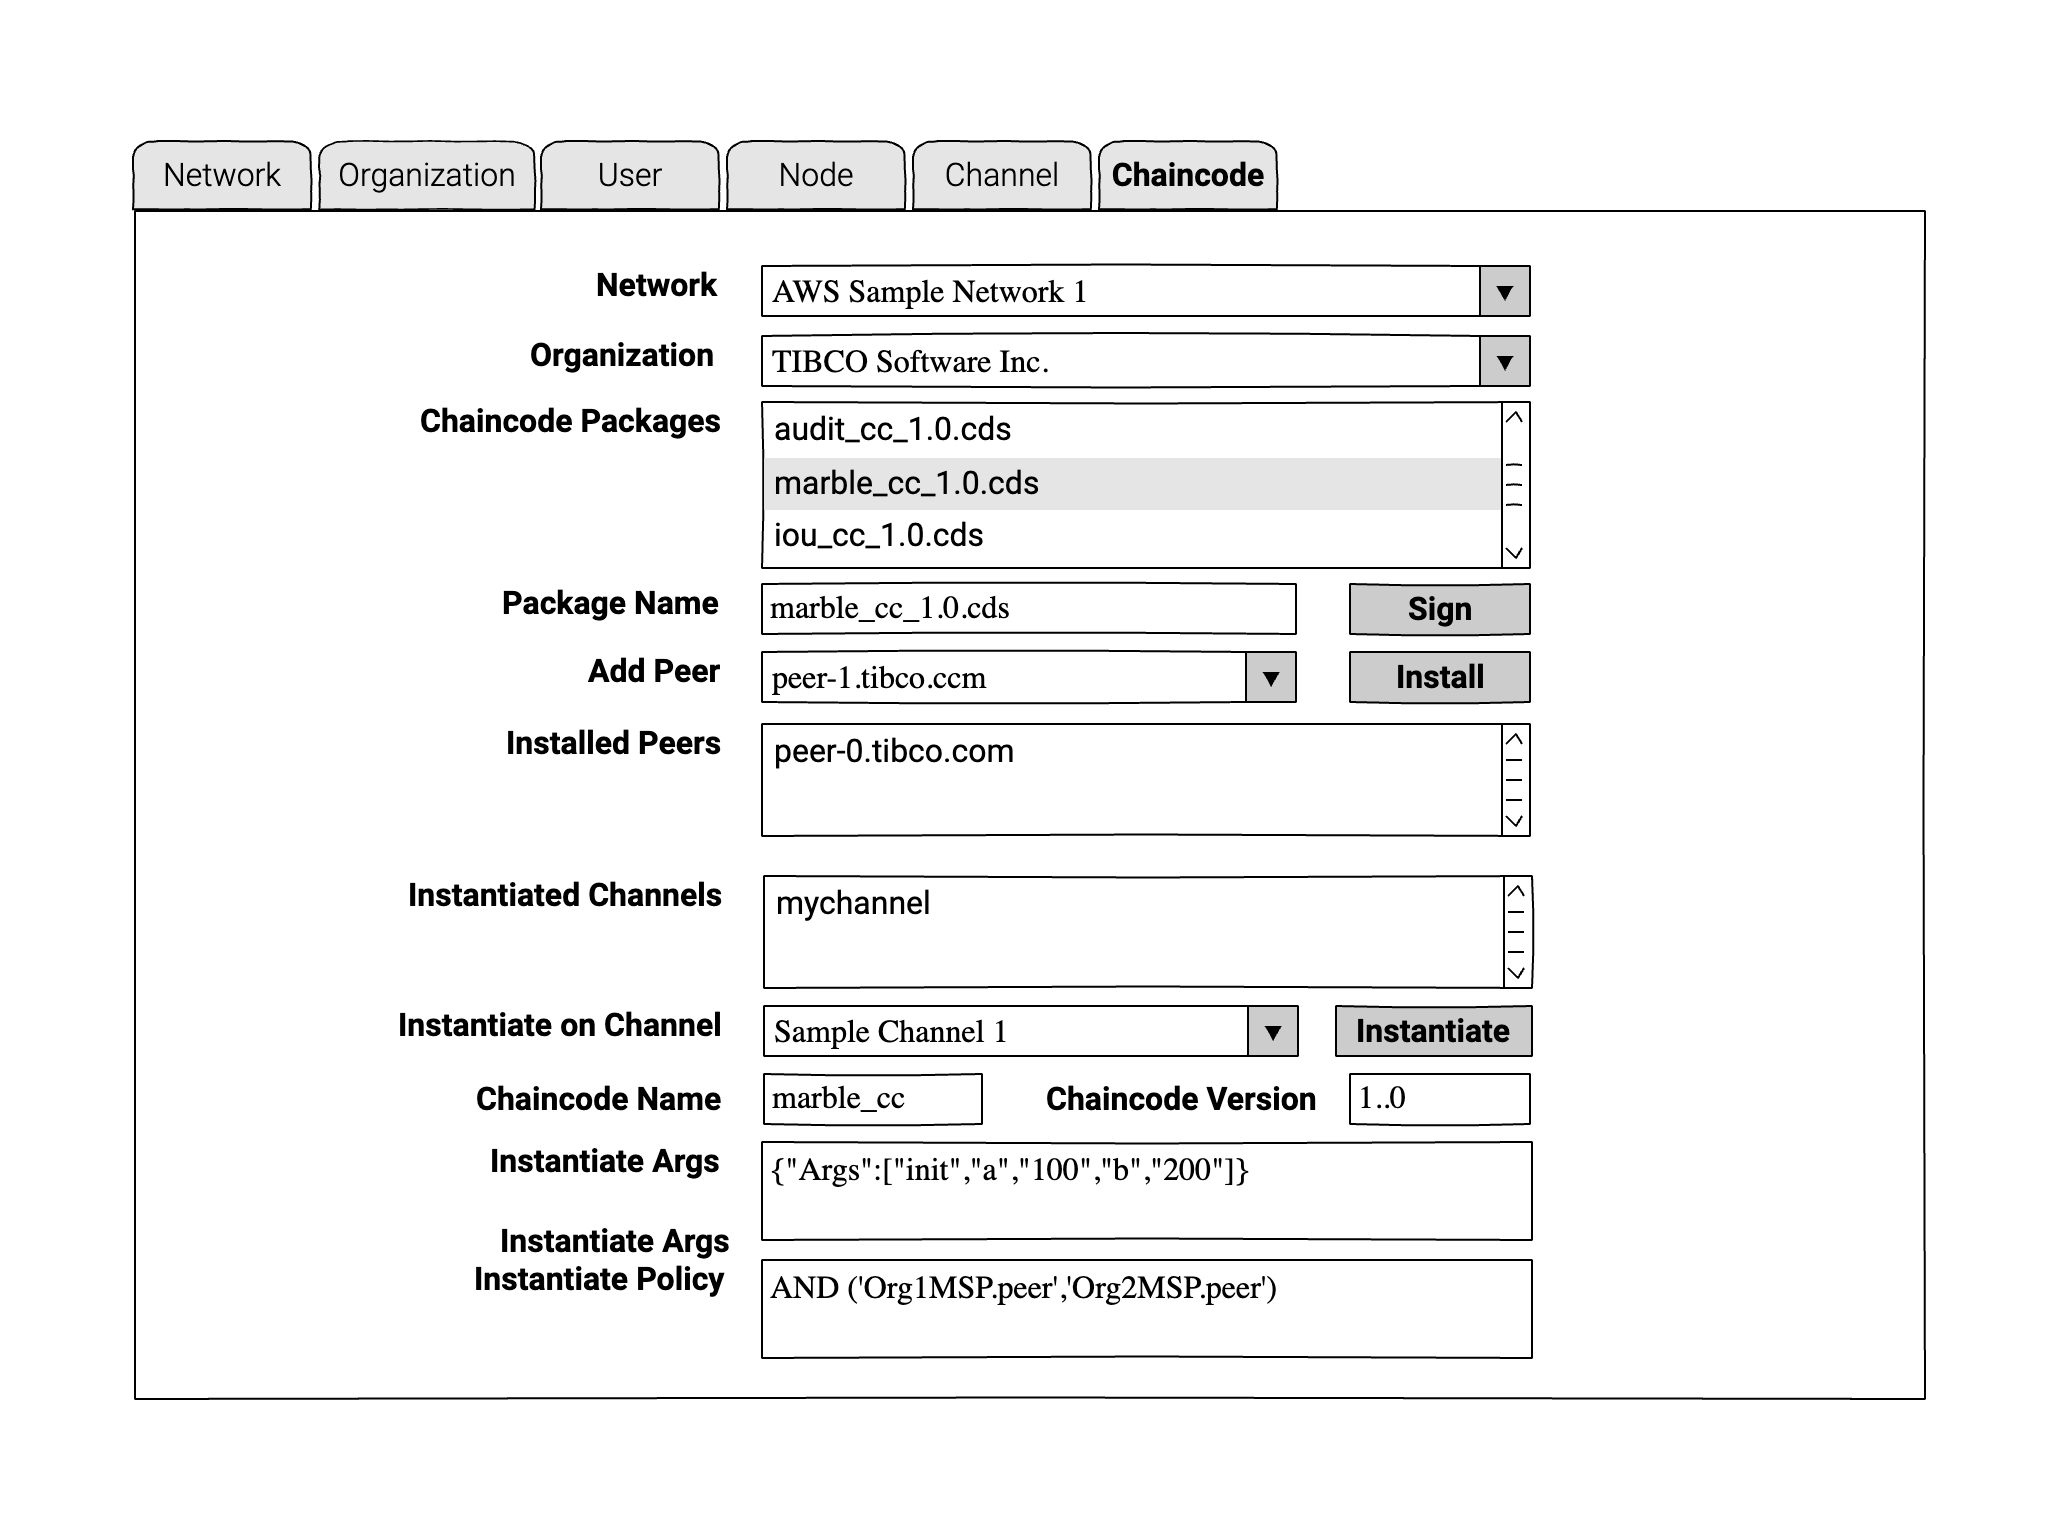 Network Organization User Node Channel Chaincode
Network AWS Sample Network 1
Organization TIBCO Software Inc.
Chaincode Packages audit_cc_1.0.cds
marble_cc_1.0.cds
iou_cc_1.0.cds
Package Name marble_cc_1.0.cds Sign
Add Peer peer-1.tibco.ccm Install
Installed Peers peer-0.tibco.com
Instantiated Channels mychannel
Instantiate on Channel Sample Channel 1 Instantiate
Chaincode Name marble_cc Chaincode Version 1..0
Instantiate Args {"Args":["init","a","100","b","200"]}
Instantiate Args
Instantiate Policy AND ('Org1MSP.peer','Org2MSP.peer')